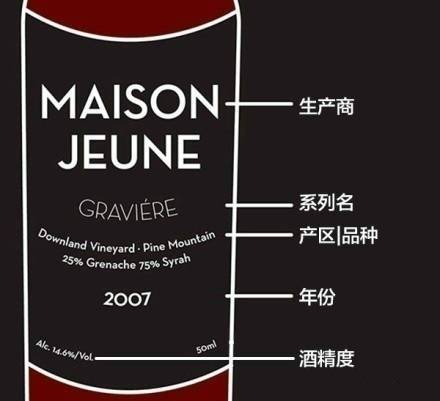 MAISON
JEUNE
GRAVIÉRE
Downland Vineyard · Pine Mountain
25% Grenache 75% Syrah
2007
Alc. 14.6%/Vol.
50ml
生产商
系列名
产区|品种
年份
酒精度